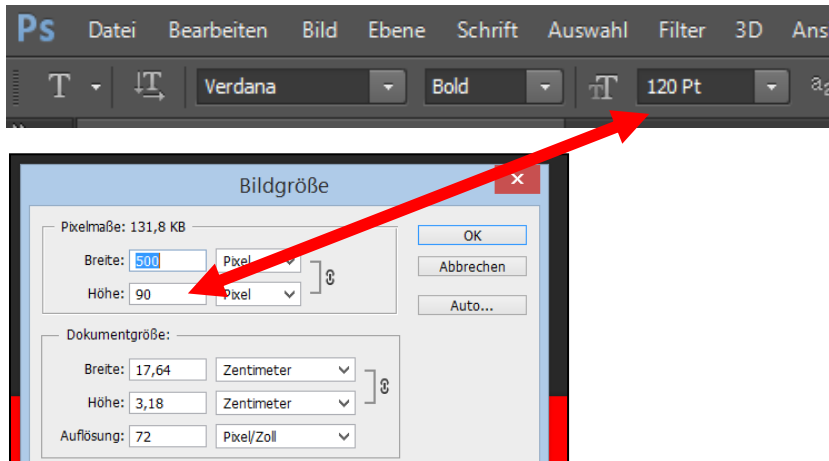 Ps Datei Bearbeiten Bild Ebene Schrift Auswahl Filter 3D Ans
T T Verdana Bold TT 120 Pt a
Bildgröße x
Pixelmaße: 131,8 KB
OK
Breite: 500 Pixel
Abbrechen
Höhe: 90 Pixel
Auto...
Dokumentgröße:
Breite: 17,64 Zentimeter
Höhe: 3,18 Zentimeter
Auflösung: 72 Pixel/Zoll